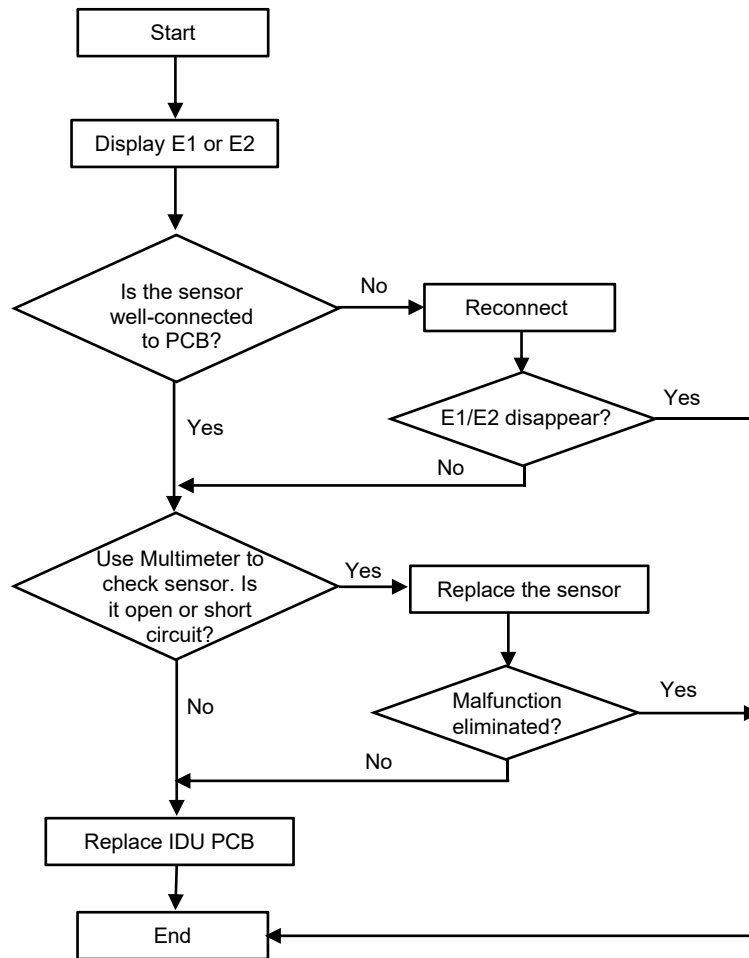 Start
Display E1 or E2
Is the sensor
well-connected
to PCB?
No
Reconnect
E1/E2 disappear?
Yes
Yes
No
Use Multimeter to
check sensor. Is
it open or short
circuit?
Yes
Replace the sensor
Malfunction
eliminated?
Yes
No
No
Replace IDU PCB
End